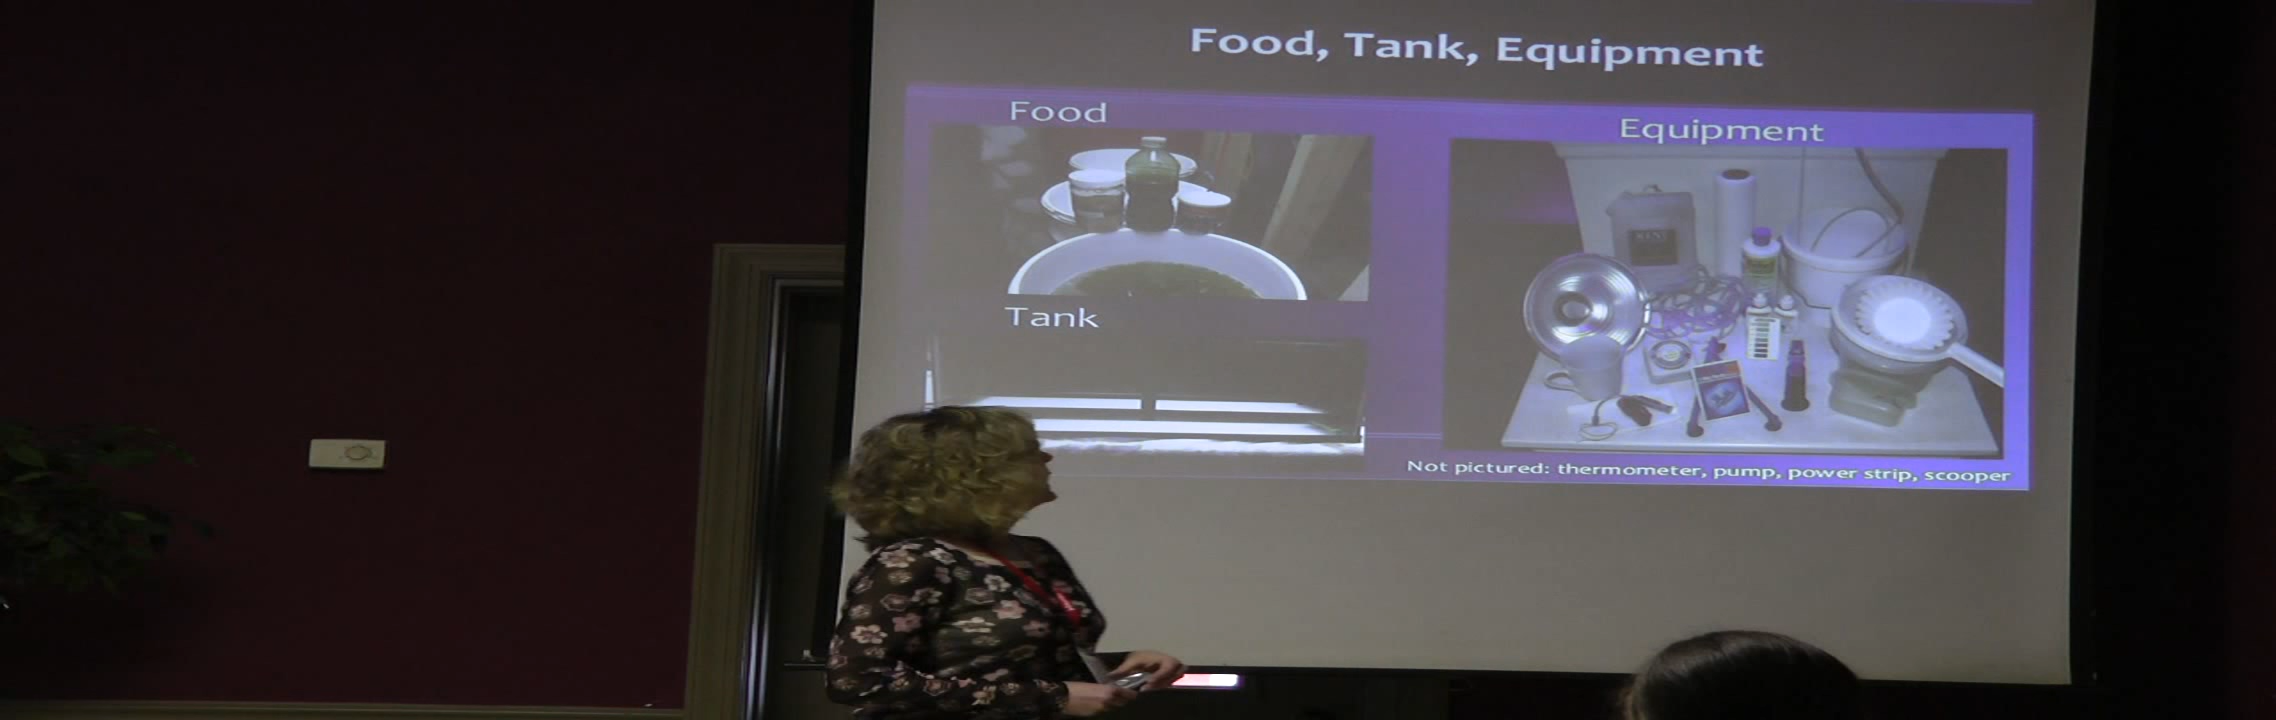 Food, Tank, Equipment
Food
Equipment
Tank
Not pictured: thermometer, pump, power strip, scooper